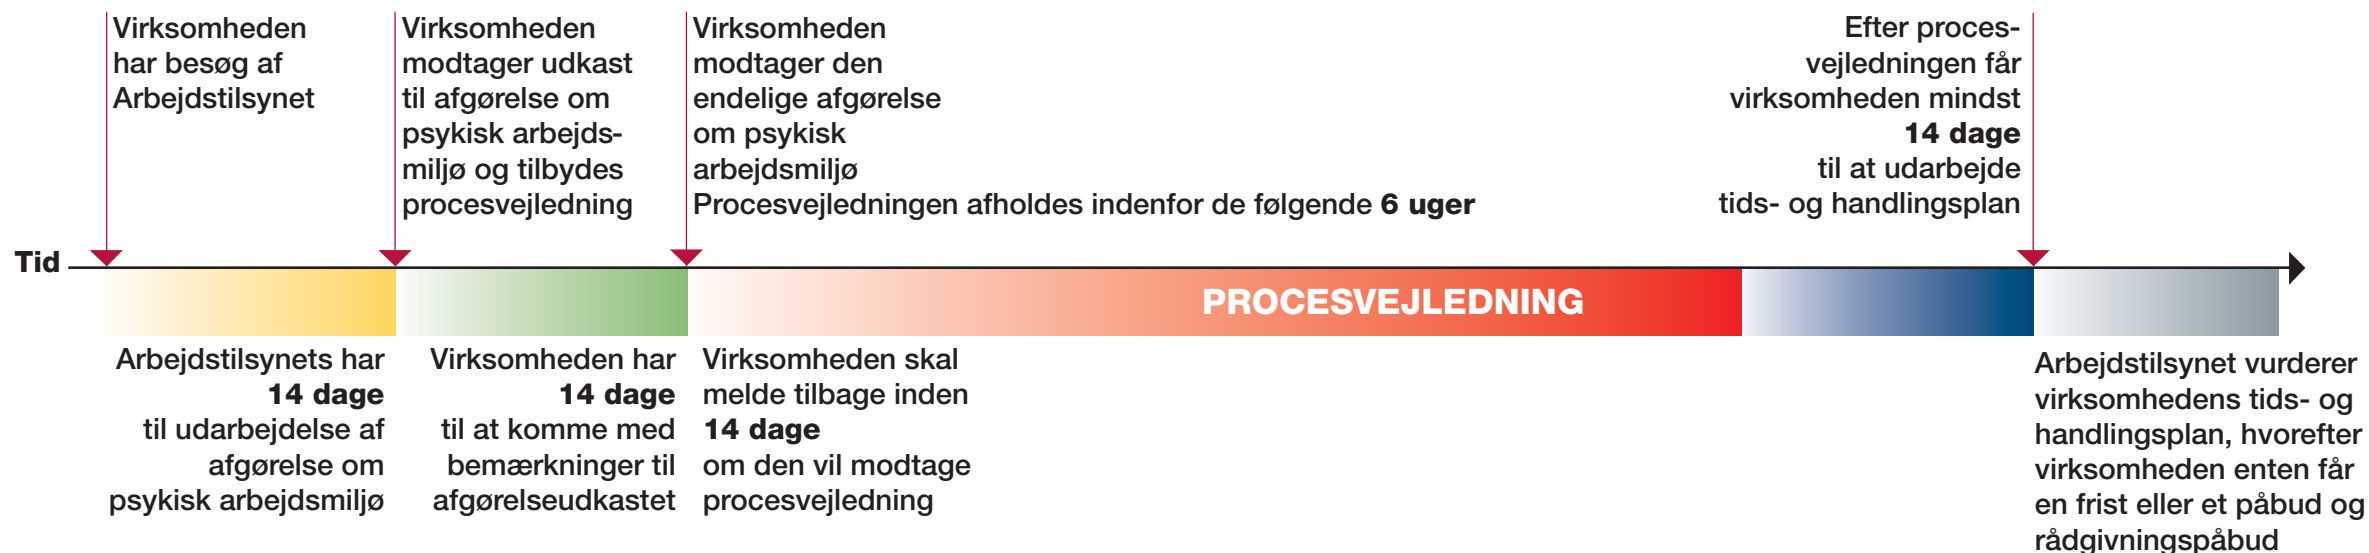 Virksomheden
har besøg af
Arbejdstilsynet
Virksomheden
modtager udkast
til afgørelse om
psykisk arbejds-
miljø og tilbydes
procesvejledning
Virksomheden
modtager den
endelige afgørelse
om psykisk
arbejdsmiljø
Procesvejledningen afholdes indenfor de følgende 6 uger
Efter proces-
vejledningen får
virksomheden mindst
14 dage
til at udarbejde
tids- og handlingsplan
Tid
PROCESVEJLEDNING
Arbejdstilsynets har
14 dage
til udarbejdelse af
afgørelse om
psykisk arbejdsmiljø
Virksomheden har
14 dage
til at komme med
bemærkninger til
afgørelseudkastet
Virksomheden skal
melde tilbage inden
14 dage
om den vil modtage
procesvejledning
Arbejdstilsynet vurderer
virksomhedens tids- og
handlingsplan, hvorefter
virksomheden enten får
en frist eller et påbud og
rådgivningspåbud